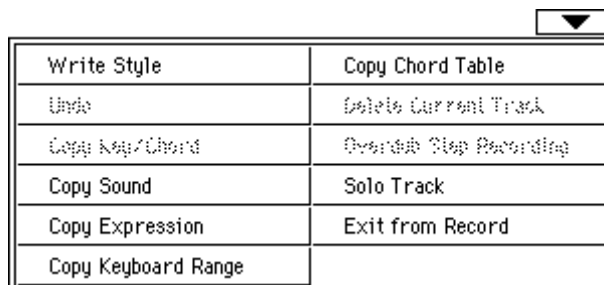 Write Style
Copy Chord Table
Undo
Delete Current Track
Copy Key/Chord
Overdub Step Recording
Copy Sound
Solo Track
Copy Expression
Exit from Record
Copy Keyboard Range